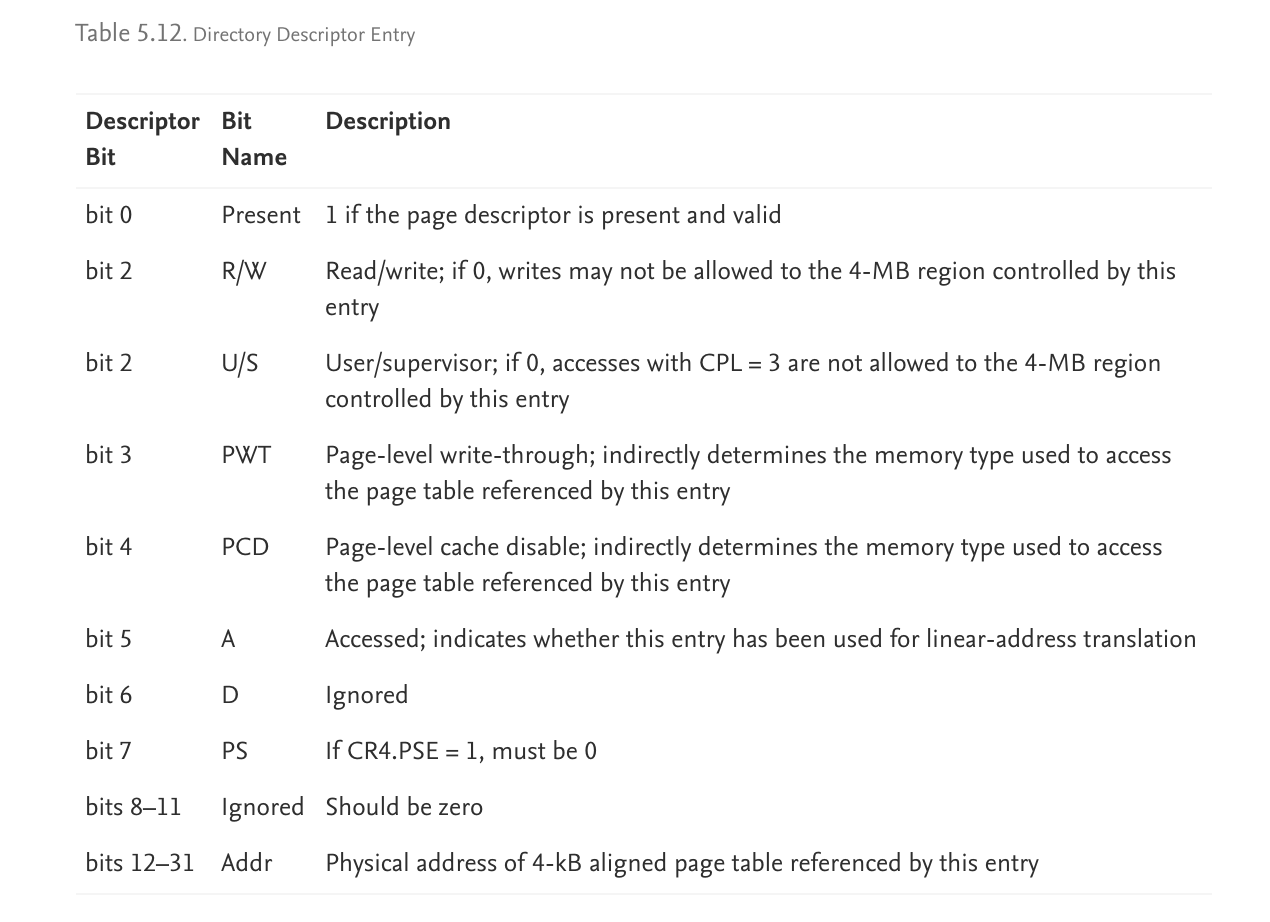 Table 5.12. Directory Descriptor Entry
Descriptor Bit Description
Bit Name
bit 0 Present 1 if the page descriptor is present and valid
bit 2 R/W Read/write; if 0, writes may not be allowed to the 4-MB region controlled by this
entry
bit 2 U/S User/supervisor; if 0, accesses with CPL = 3 are not allowed to the 4-MB region
controlled by this entry
bit 3 PWT Page-level write-through; indirectly determines the memory type used to access
the page table referenced by this entry
bit 4 PCD Page-level cache disable; indirectly determines the memory type used to access
the page table referenced by this entry
bit 5 A Accessed; indicates whether this entry has been used for linear-address translation
bit 6 D Ignored
bit 7 PS If CR4.PSE = 1, must be 0
bits 8–11 Ignored Should be zero
bits 12–31 Addr Physical address of 4-kB aligned page table referenced by this entry